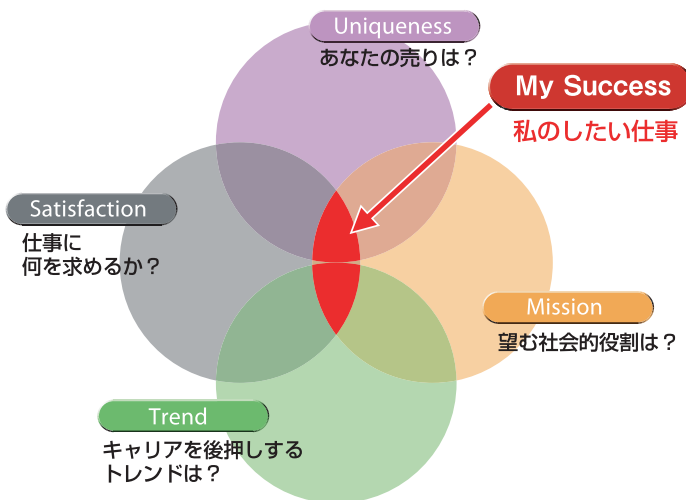 Uniqueness
あなたの売りは？
My Success
私のしたい仕事
Satisfaction
仕事に
何を求めるか？
Mission
望む社会的役割は？
Trend
キャリアを後押しする
トレンドは？